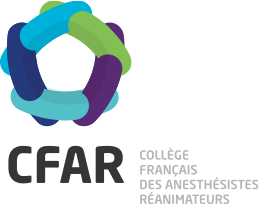 CFAR
COLLÈGE
FRANÇAIS
DES ANESTHÉSISTES
RÉANIMATEURS